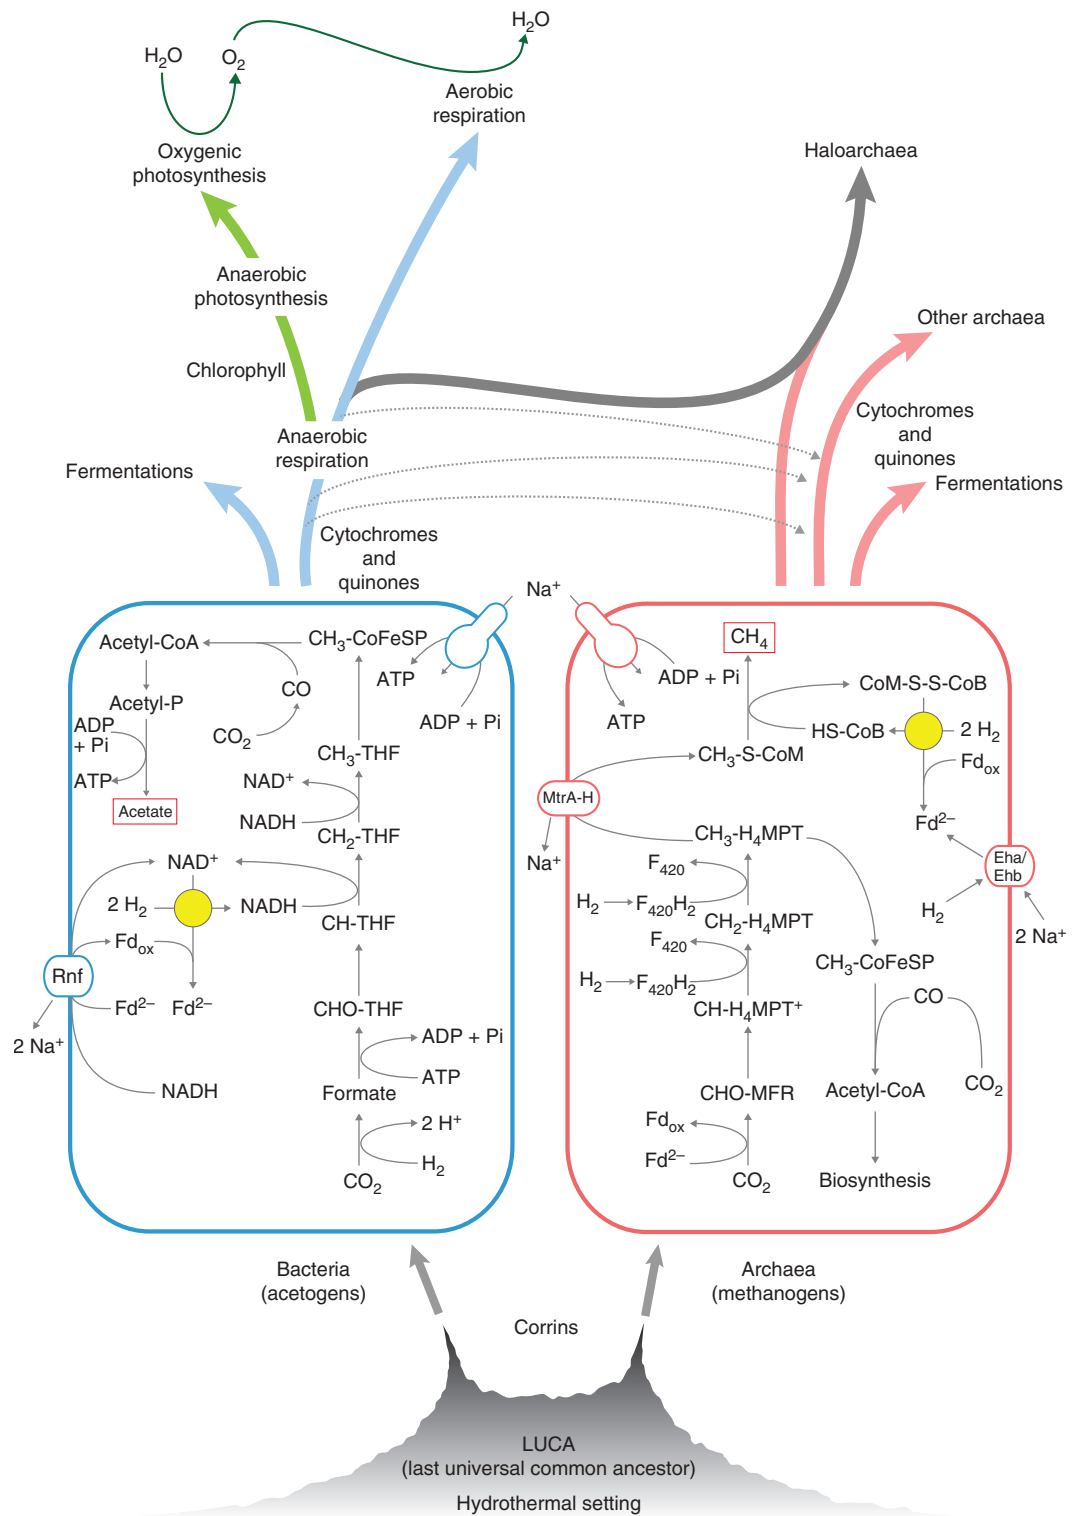 H₂O
H₂O
O₂
Aerobic
respiration
Oxygenic
photosynthesis
Haloarchaea
Anaerobic
photosynthesis
Other archaea
Chlorophyll
Cytochromes
and
quinones
Anaerobic
respiration
Fermentations
Fermentations
Cytochromes
and
quinones
Na⁺
Acetyl-CoA
CH₃-CoFeSP
ATP
ADP + Pi
CO
CO₂
Acetyl-P
ADP
+ Pi
ATP
Acetate
CH₃-THF
NAD⁺
NADH
CH₂-THF
NAD⁺
2 H₂
NADH
CH-THF
Fdₒₓ
Rnf
Fd²⁻
Fd²⁻
2 Na⁺
NADH
CHO-THF
ADP + Pi
ATP
Formate
2 H⁺
H₂
CO₂
CH₄
ADP + Pi
ATP
CoM-S-S-CoB
HS-CoB
2 H₂
CH₃-S-CoM
Fdₒₓ
MtrA-H
Na⁺
Fd²⁻
CH₃-H₄MPT
Eha/
Ehb
F₄₂₀
H₂
F₄₂₀H₂
CH₂-H₄MPT
H₂
2 Na⁺
F₄₂₀
H₂
F₄₂₀H₂
CH₃-CoFeSP
CH-H₄MPT⁺
CO
CHO-MFR
Acetyl-CoA
CO₂
Fdₒₓ
Fd²⁻
CO₂
Biosynthesis
Bacteria
(acetogens)
Archaea
(methanogens)
Corrins
LUCA
(last universal common ancestor)
Hydrothermal setting